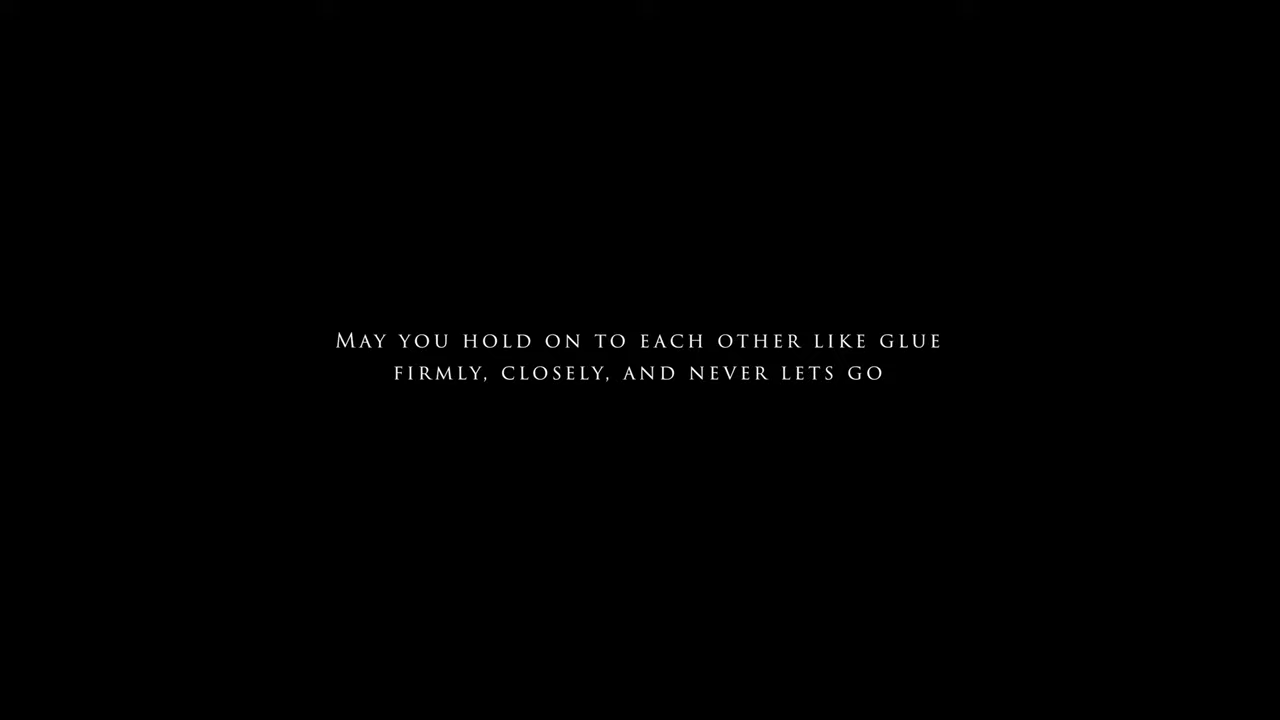 May you hold on to each other like glue
firmly, closely, and never lets go